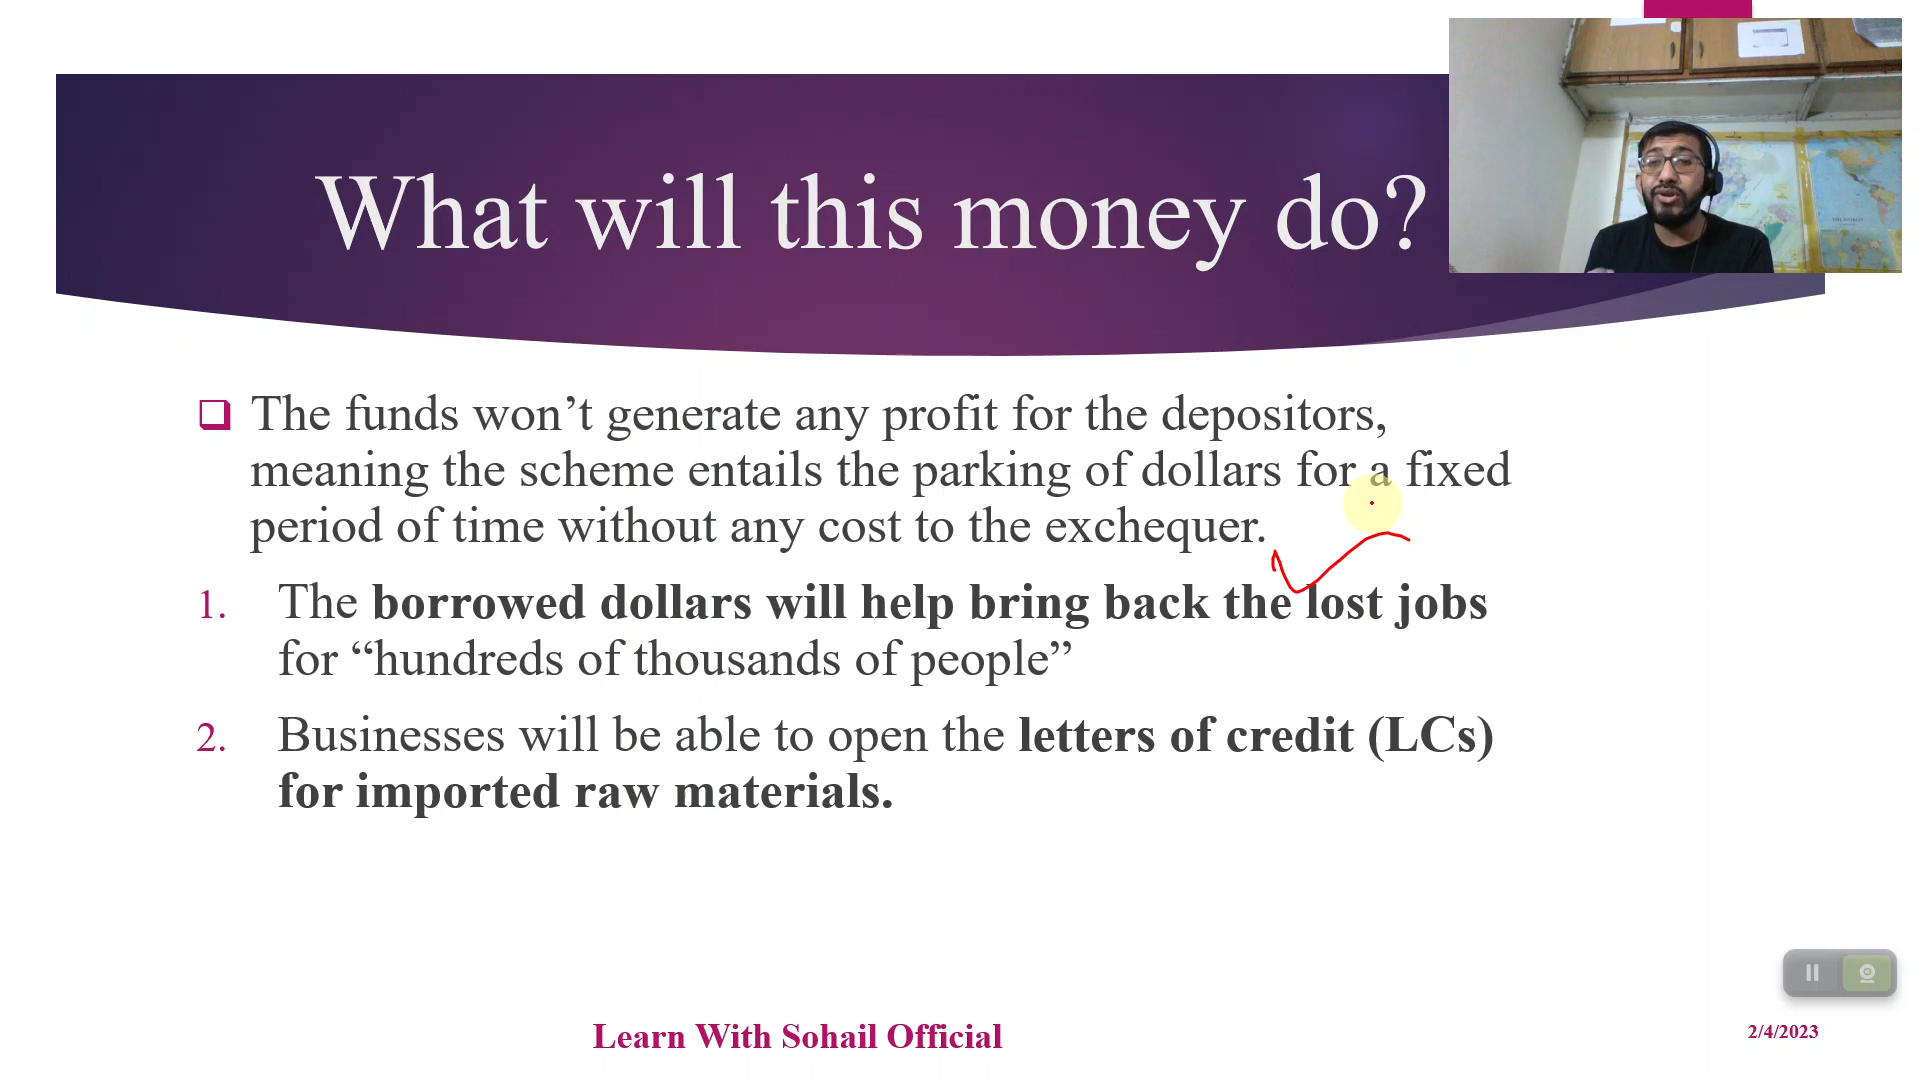 What will this money do?
The funds won’t generate any profit for the depositors,
meaning the scheme entails the parking of dollars for a fixed
period of time without any cost to the exchequer.
1. The borrowed dollars will help bring back the lost jobs
for “hundreds of thousands of people”
2. Businesses will be able to open the letters of credit (LCs)
for imported raw materials.
Learn With Sohail Official
2/4/2023